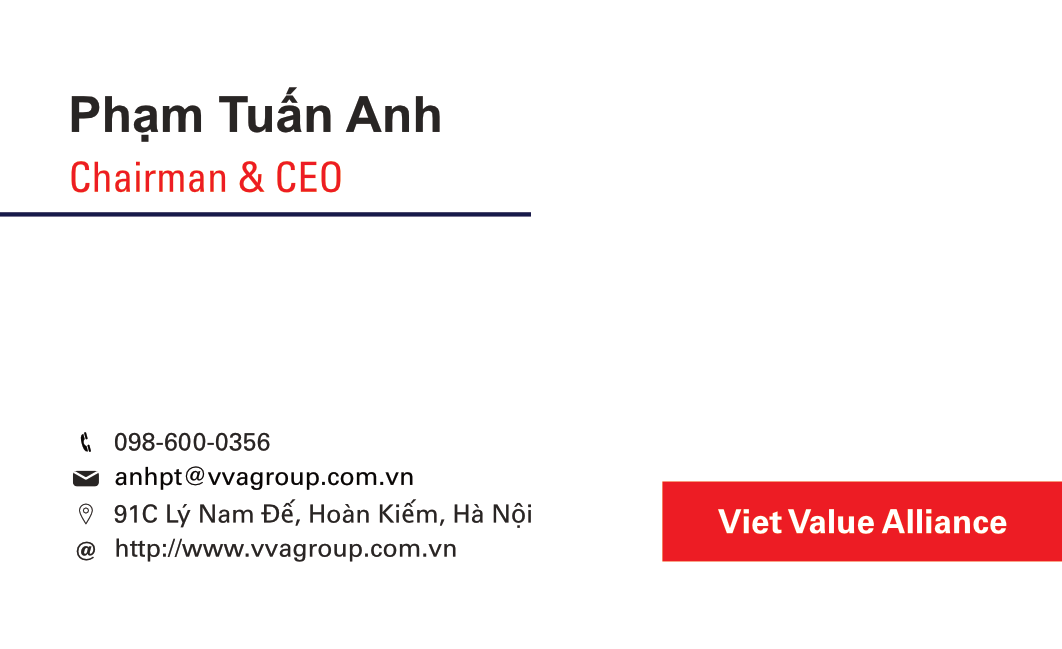 Phạm Tuấn Anh
Chairman & CEO
098-600-0356
anhpt@vvagroup.com.vn
91C Lý Nam Đế, Hoàn Kiếm, Hà Nội
http://www.vvagroup.com.vn
Viet Value Alliance